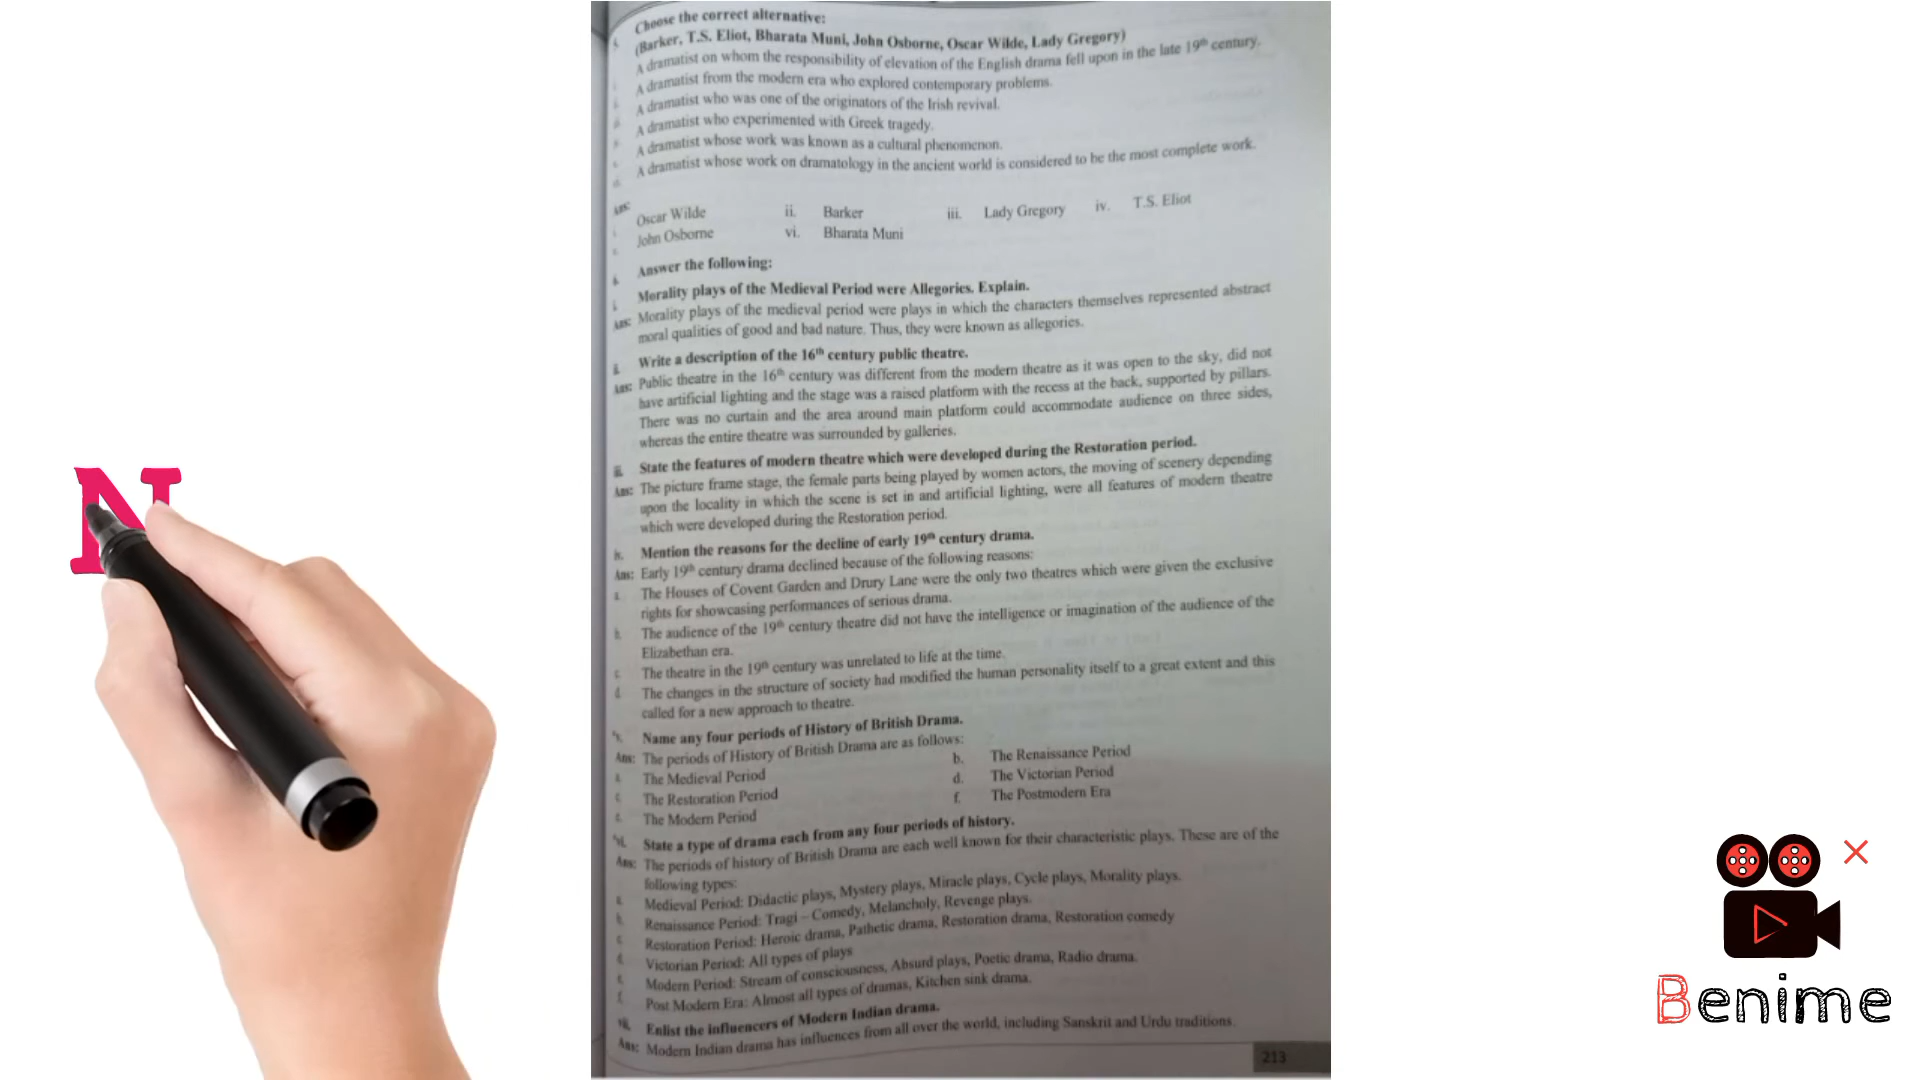 N
Choose the correct alternative:
(Barker, T.S. Eliot, Bharata Muni, John Osborne, Oscar Wilde, Lady Gregory)
A dramatist on whom the responsibility of elevation of the English drama fell upon in the late 19th century.
A dramatist from the modern era who explored contemporary problems.
A dramatist who was one of the originators of the Irish revival.
A dramatist who experimented with Greek tragedy.
A dramatist whose work was known as a cultural phenomenon.
A dramatist whose work on dramatology in the ancient world is considered to be the most complete work.
Ans:
Oscar Wilde ii. Barker iii. Lady Gregory iv. T.S. Eliot
John Osborne vi. Bharata Muni
Answer the following:
Morality plays of the Medieval Period were Allegories. Explain.
Ans: Morality plays of the medieval period were plays in which the characters themselves represented abstract
moral qualities of good and bad nature. Thus, they were known as allegories.
Write a description of the 16th century public theatre.
Ans: Public theatre in the 16th century was different from the modern theatre as it was open to the sky, did not
have artificial lighting and the stage was a raised platform with the recess at the back, supported by pillars.
There was no curtain and the area around main platform could accommodate audience on three sides,
whereas the entire theatre was surrounded by galleries.
iii. State the features of modern theatre which were developed during the Restoration period.
Ans: The picture frame stage, the female parts being played by women actors, the moving of scenery depending
upon the locality in which the scene is set in and artificial lighting, were all features of modern theatre
which were developed during the Restoration period.
iv. Mention the reasons for the decline of early 19th century drama.
Ans: Early 19th century drama declined because of the following reasons:
a. The Houses of Covent Garden and Drury Lane were the only two theatres which were given the exclusive
rights for showcasing performances of serious drama.
b. The audience of the 19th century theatre did not have the intelligence or imagination of the audience of the
Elizabethan era.
c. The theatre in the 19th century was unrelated to life at the time.
d. The changes in the structure of society had modified the human personality itself to a great extent and this
called for a new approach to theatre.
*v. Name any four periods of History of British Drama.
Ans: The periods of History of British Drama are as follows:
a. The Medieval Period b. The Renaissance Period
c. The Restoration Period d. The Victorian Period
e. The Modern Period f. The Postmodern Era
*vi. State a type of drama each from any four periods of history.
Ans: The periods of history of British Drama are each well known for their characteristic plays. These are of the
following types:
a. Medieval Period: Didactic plays, Mystery plays, Miracle plays, Cycle plays, Morality plays.
b. Renaissance Period: Tragi – Comedy, Melancholy, Revenge plays.
c. Restoration Period: Heroic drama, Pathetic drama, Restoration drama, Restoration comedy
d. Victorian Period: All types of plays
e. Modern Period: Stream of consciousness, Absurd plays, Poetic drama, Radio drama.
f. Post Modern Era: Almost all types of dramas, Kitchen sink drama.
*vii. Enlist the influencers of Modern Indian drama.
Ans: Modern Indian drama has influences from all over the world, including Sanskrit and Urdu traditions.
213
Benime